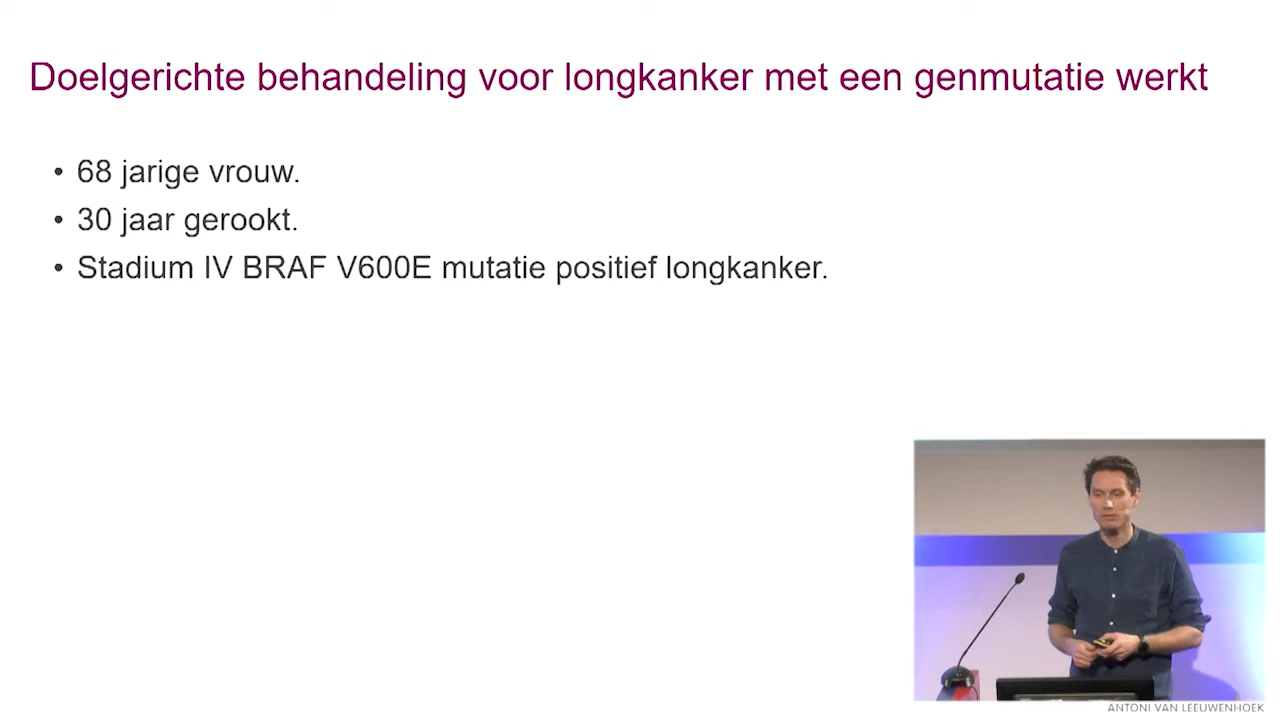 Doelgerichte behandeling voor longkanker met een genmutatie werkt
• 68 jarige vrouw.
• 30 jaar gerookt.
• Stadium IV BRAF V600E mutatie positief longkanker.
ANTONI VAN LEEUWENHOEK